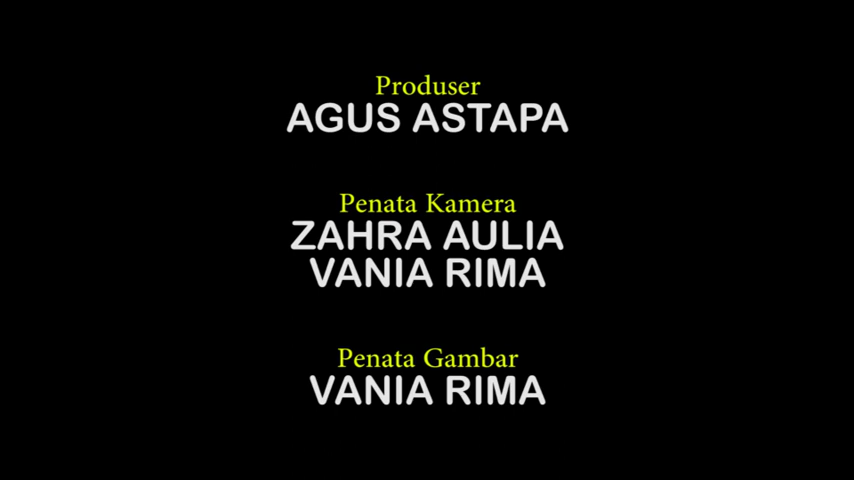 Produser
AGUS ASTAPA
Penata Kamera
ZAHRA AULIA
VANIA RIMA
Penata Gambar
VANIA RIMA